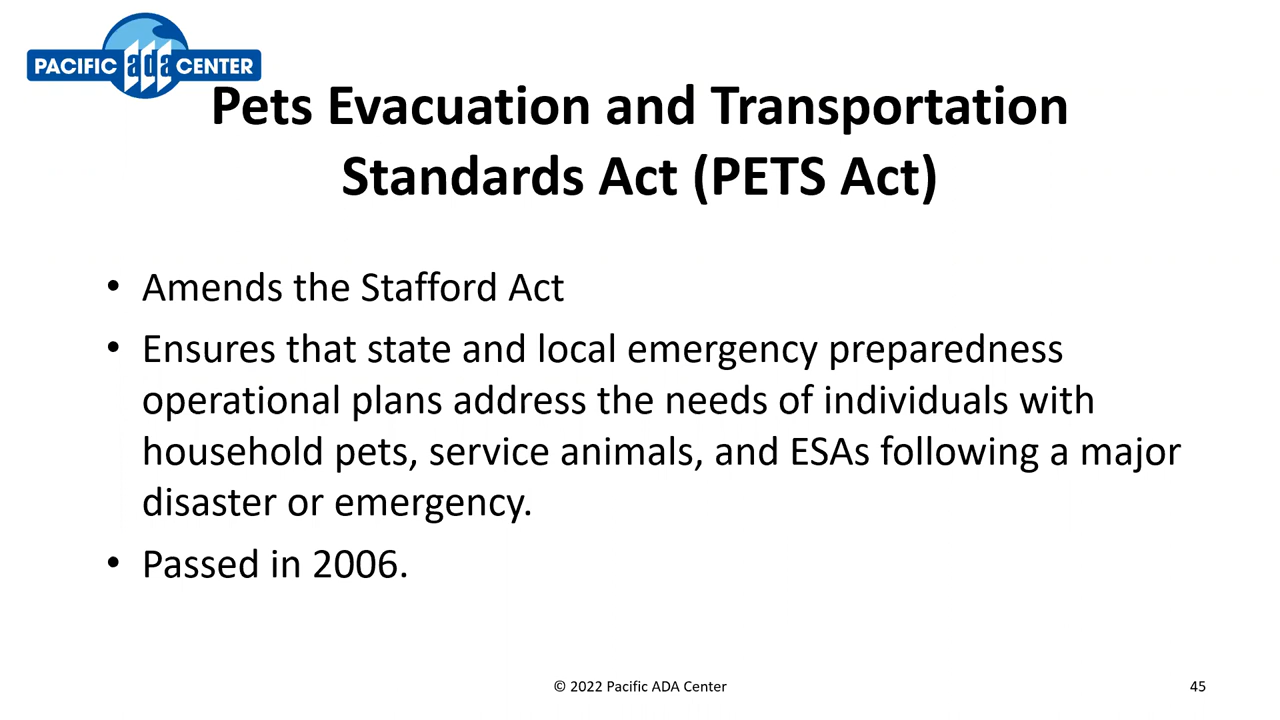 PACIFIC ada CENTER
Pets Evacuation and Transportation
Standards Act (PETS Act)
• Amends the Stafford Act
• Ensures that state and local emergency preparedness
operational plans address the needs of individuals with
household pets, service animals, and ESAs following a major
disaster or emergency.
• Passed in 2006.
© 2022 Pacific ADA Center
45